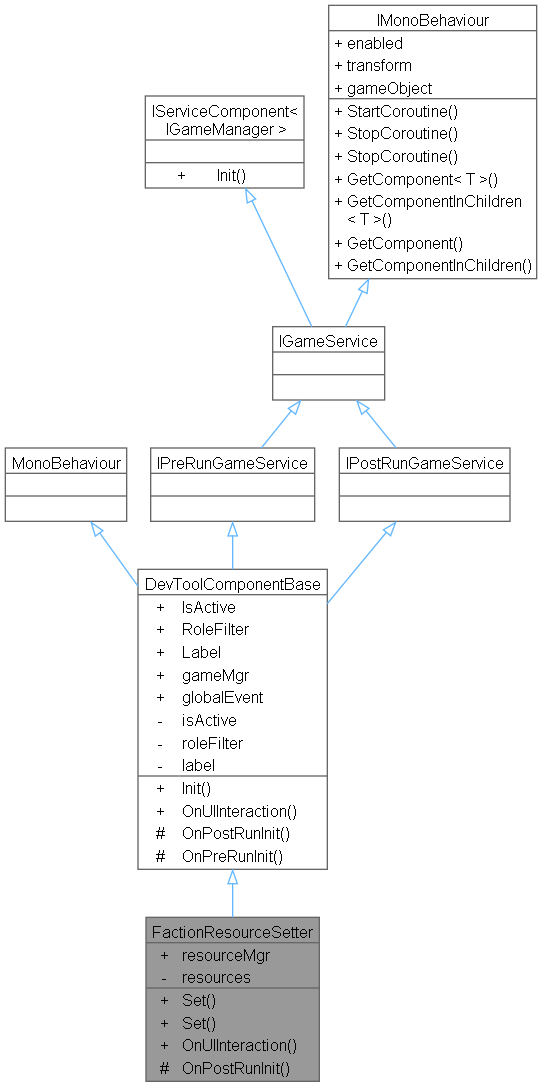 IMonoBehaviour
+ enabled
+ transform
+ gameObject
+ StartCoroutine()
+ StopCoroutine()
+ StopCoroutine()
+ GetComponent< T >()
+ GetComponentInChildren
< T >()
+ GetComponent()
+ GetComponentInChildren()
IServiceComponent<
IGameManager >
+ Init()
IGameService
MonoBehaviour
IPreRunGameService
IPostRunGameService
DevToolComponentBase
+ IsActive
+ RoleFilter
+ Label
+ gameMgr
+ globalEvent
- isActive
- roleFilter
- label
+ Init()
+ OnUIInteraction()
# OnPostRunInit()
# OnPreRunInit()
FactionResourceSetter
+ resourceMgr
- resources
+ Set()
+ Set()
+ OnUIInteraction()
# OnPostRunInit()